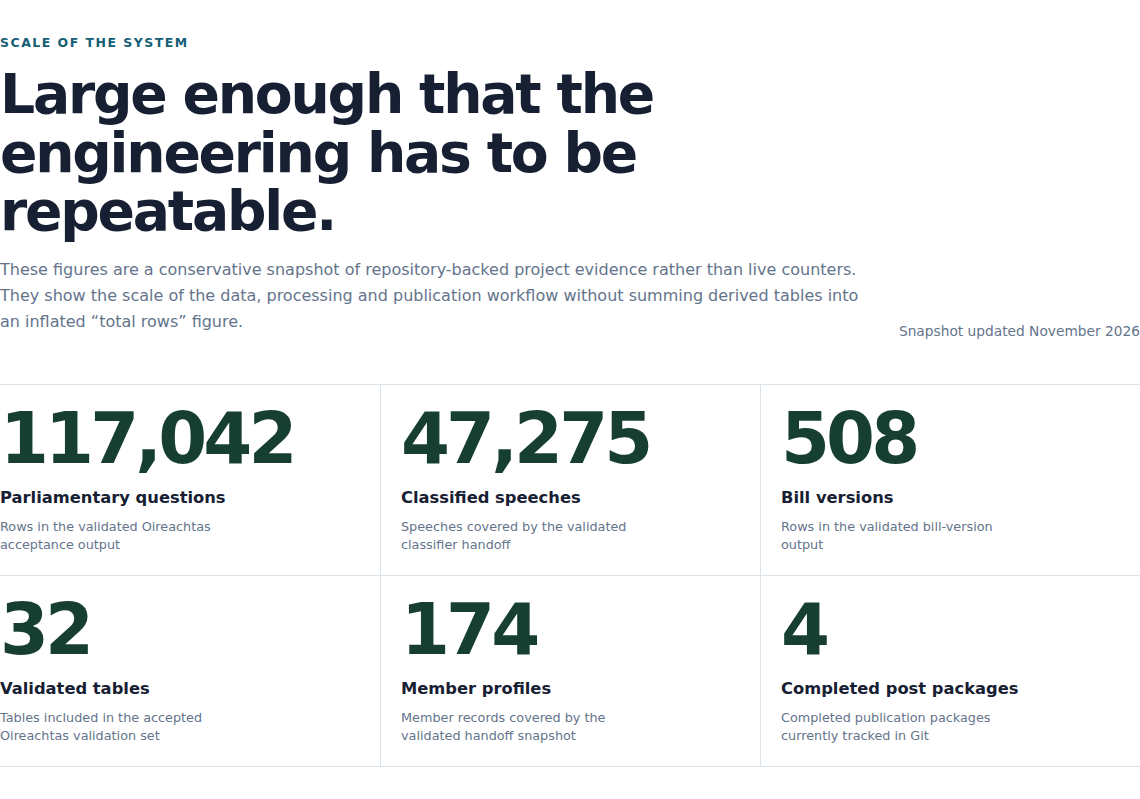 SCALE OF THE SYSTEM
Large enough that the
engineering has to be
repeatable.
These figures are a conservative snapshot of repository-backed project evidence rather than live counters.
They show the scale of the data, processing and publication workflow without summing derived tables into
an inflated “total rows” figure.
Snapshot updated November 2026
117,042
Parliamentary questions
Rows in the validated Oireachtas
acceptance output
47,275
Classified speeches
Speeches covered by the validated
classifier handoff
508
Bill versions
Rows in the validated bill-version
output
32
Validated tables
Tables included in the accepted
Oireachtas validation set
174
Member profiles
Member records covered by the
validated handoff snapshot
4
Completed post packages
Completed publication packages
currently tracked in Git